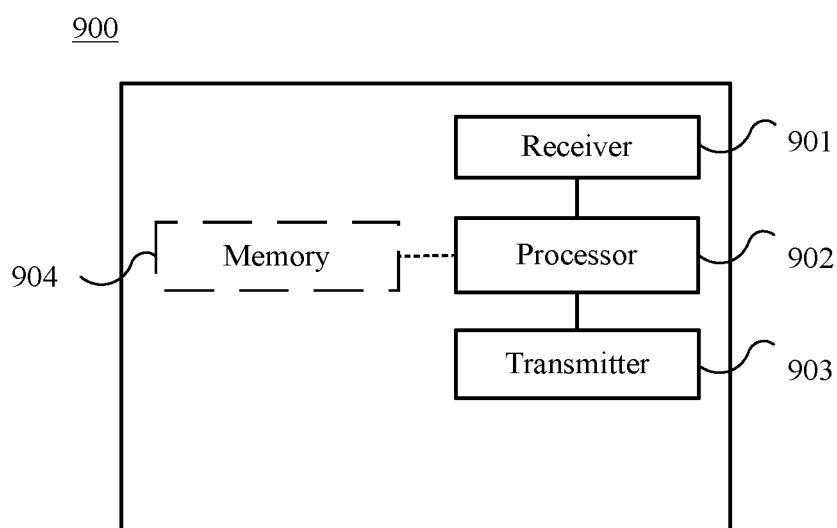 900
Receiver
901
Memory
Processor
904
902
Transmitter
903